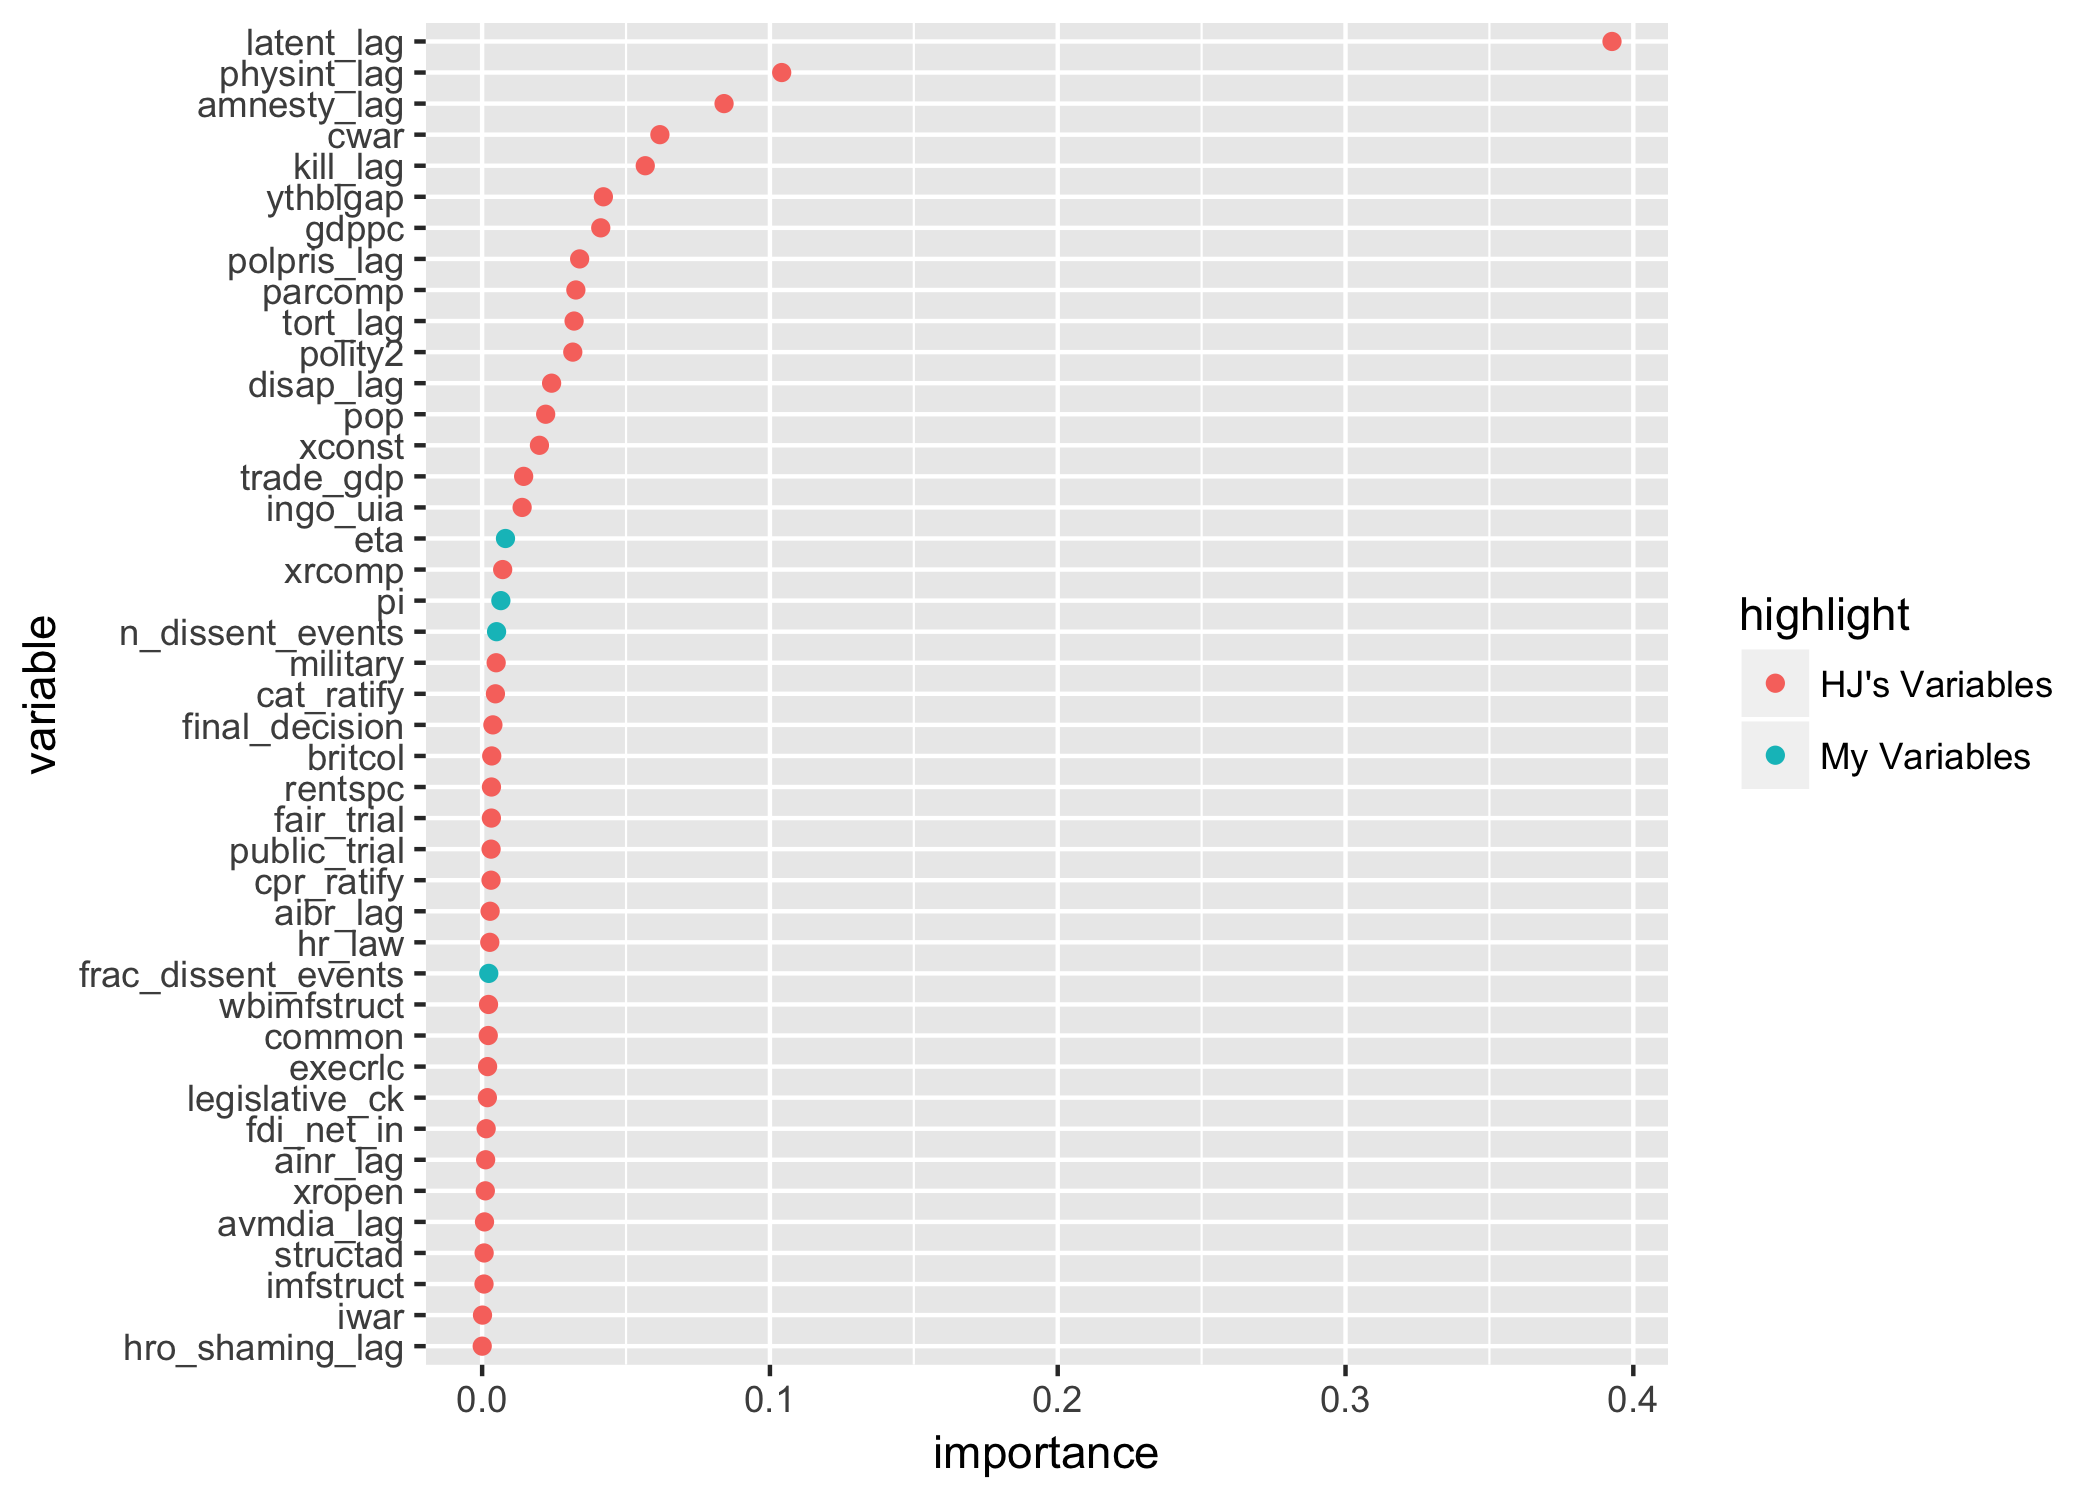 latent_lag
physint_lag
amnesty_lag
cwar
kill_lag
ythblgap
gdppc
polpris_lag
parcomp
tort_lag
polity2
disap_lag
pop
xconst
trade_gdp
ingo_uia
eta
xrcomp
pi
n_dissent_events
military
cat_ratify
final_decision
britcol
rentspc
fair_trial
public_trial
cpr_ratify
aibr_lag
hr_law
frac_dissent_events
wbimfstruct
common
execrlc
legislative_ck
fdi_net_in
ainr_lag
xropen
avmdia_lag
structad
imfstruct
iwar
hro_shaming_lag
variable
0.0 0.1 0.2 0.3 0.4
importance
highlight
HJ's Variables
My Variables